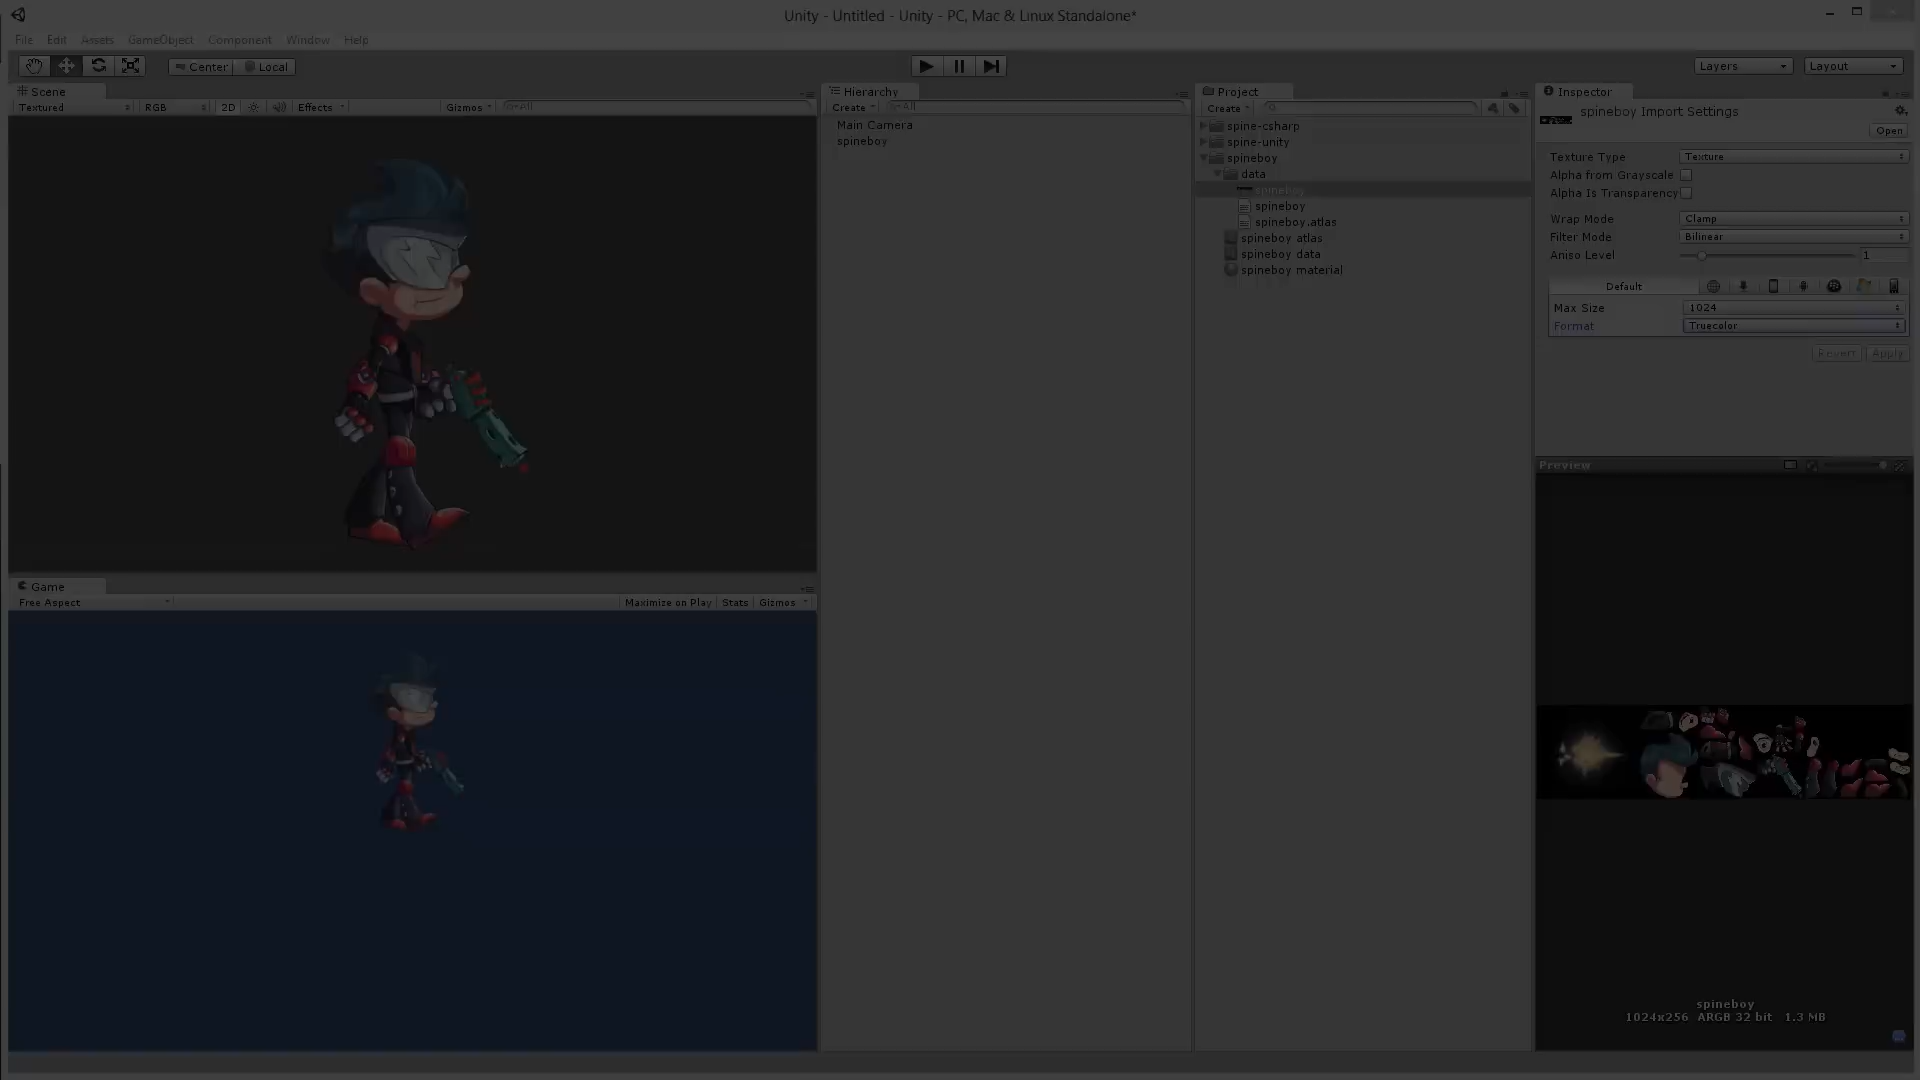 Unity - Untitled - Unity - PC, Mac & Linux Standalone*
File Edit Assets GameObject Component Window Help
Center Local
Layers Layout
Scene
Textured RGB 2D Effects Gizmos All
Hierarchy
Create All
Main Camera
spineboy
Project
Create
spine-csharp
spine-unity
spineboy
data
spineboy
spineboy
spineboy.atlas
spineboy atlas
spineboy data
spineboy material
Inspector
spineboy Import Settings
Open
Texture Type Texture
Alpha from Grayscale
Alpha Is Transparency
Wrap Mode Clamp
Filter Mode Bilinear
Aniso Level 1
Default
Max Size 1024
Format Truecolor
Revert Apply
Preview
spineboy
1024x256 ARGB 32 bit 1.3 MB
Game
Free Aspect Maximize on Play Stats Gizmos